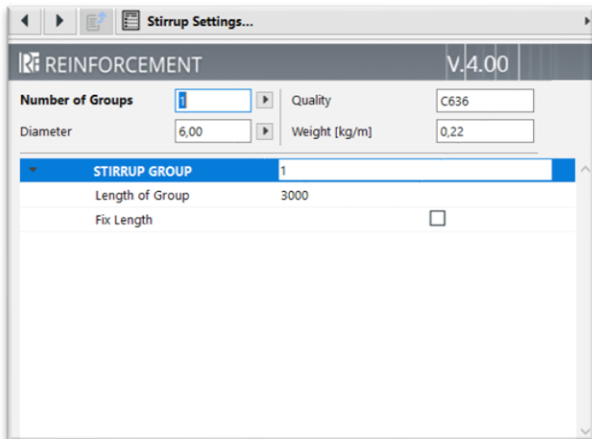 Stirrup Settings...
REINFORCEMENT V.4.00
Number of Groups 1 Quality C636
Diameter 6,00 Weight [kg/m] 0,22
STIRRUP GROUP 1
Length of Group 3000
Fix Length